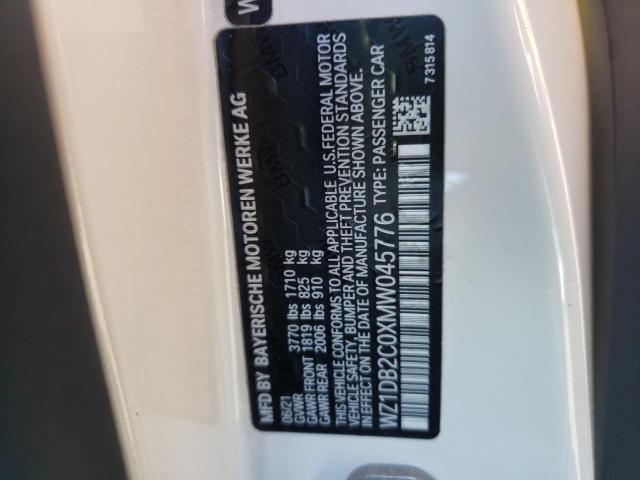 MFD BY BAYERISCHE MOTOREN WERKE AG
06/21
GVWR 3770 lbs 1710 kg
GAWR FRONT 1819 lbs 825 kg
GAWR REAR 2006 lbs 910 kg
THIS VEHICLE CONFORMS TO ALL APPLICABLE U.S.FEDERAL MOTOR
VEHICLE SAFETY, BUMPER AND THEFT PREVENTION STANDARDS
IN EFFECT ON THE DATE OF MANUFACTURE SHOWN ABOVE.
WZ1DB2C0XMW045776 TYPE: PASSENGER CAR
7315814